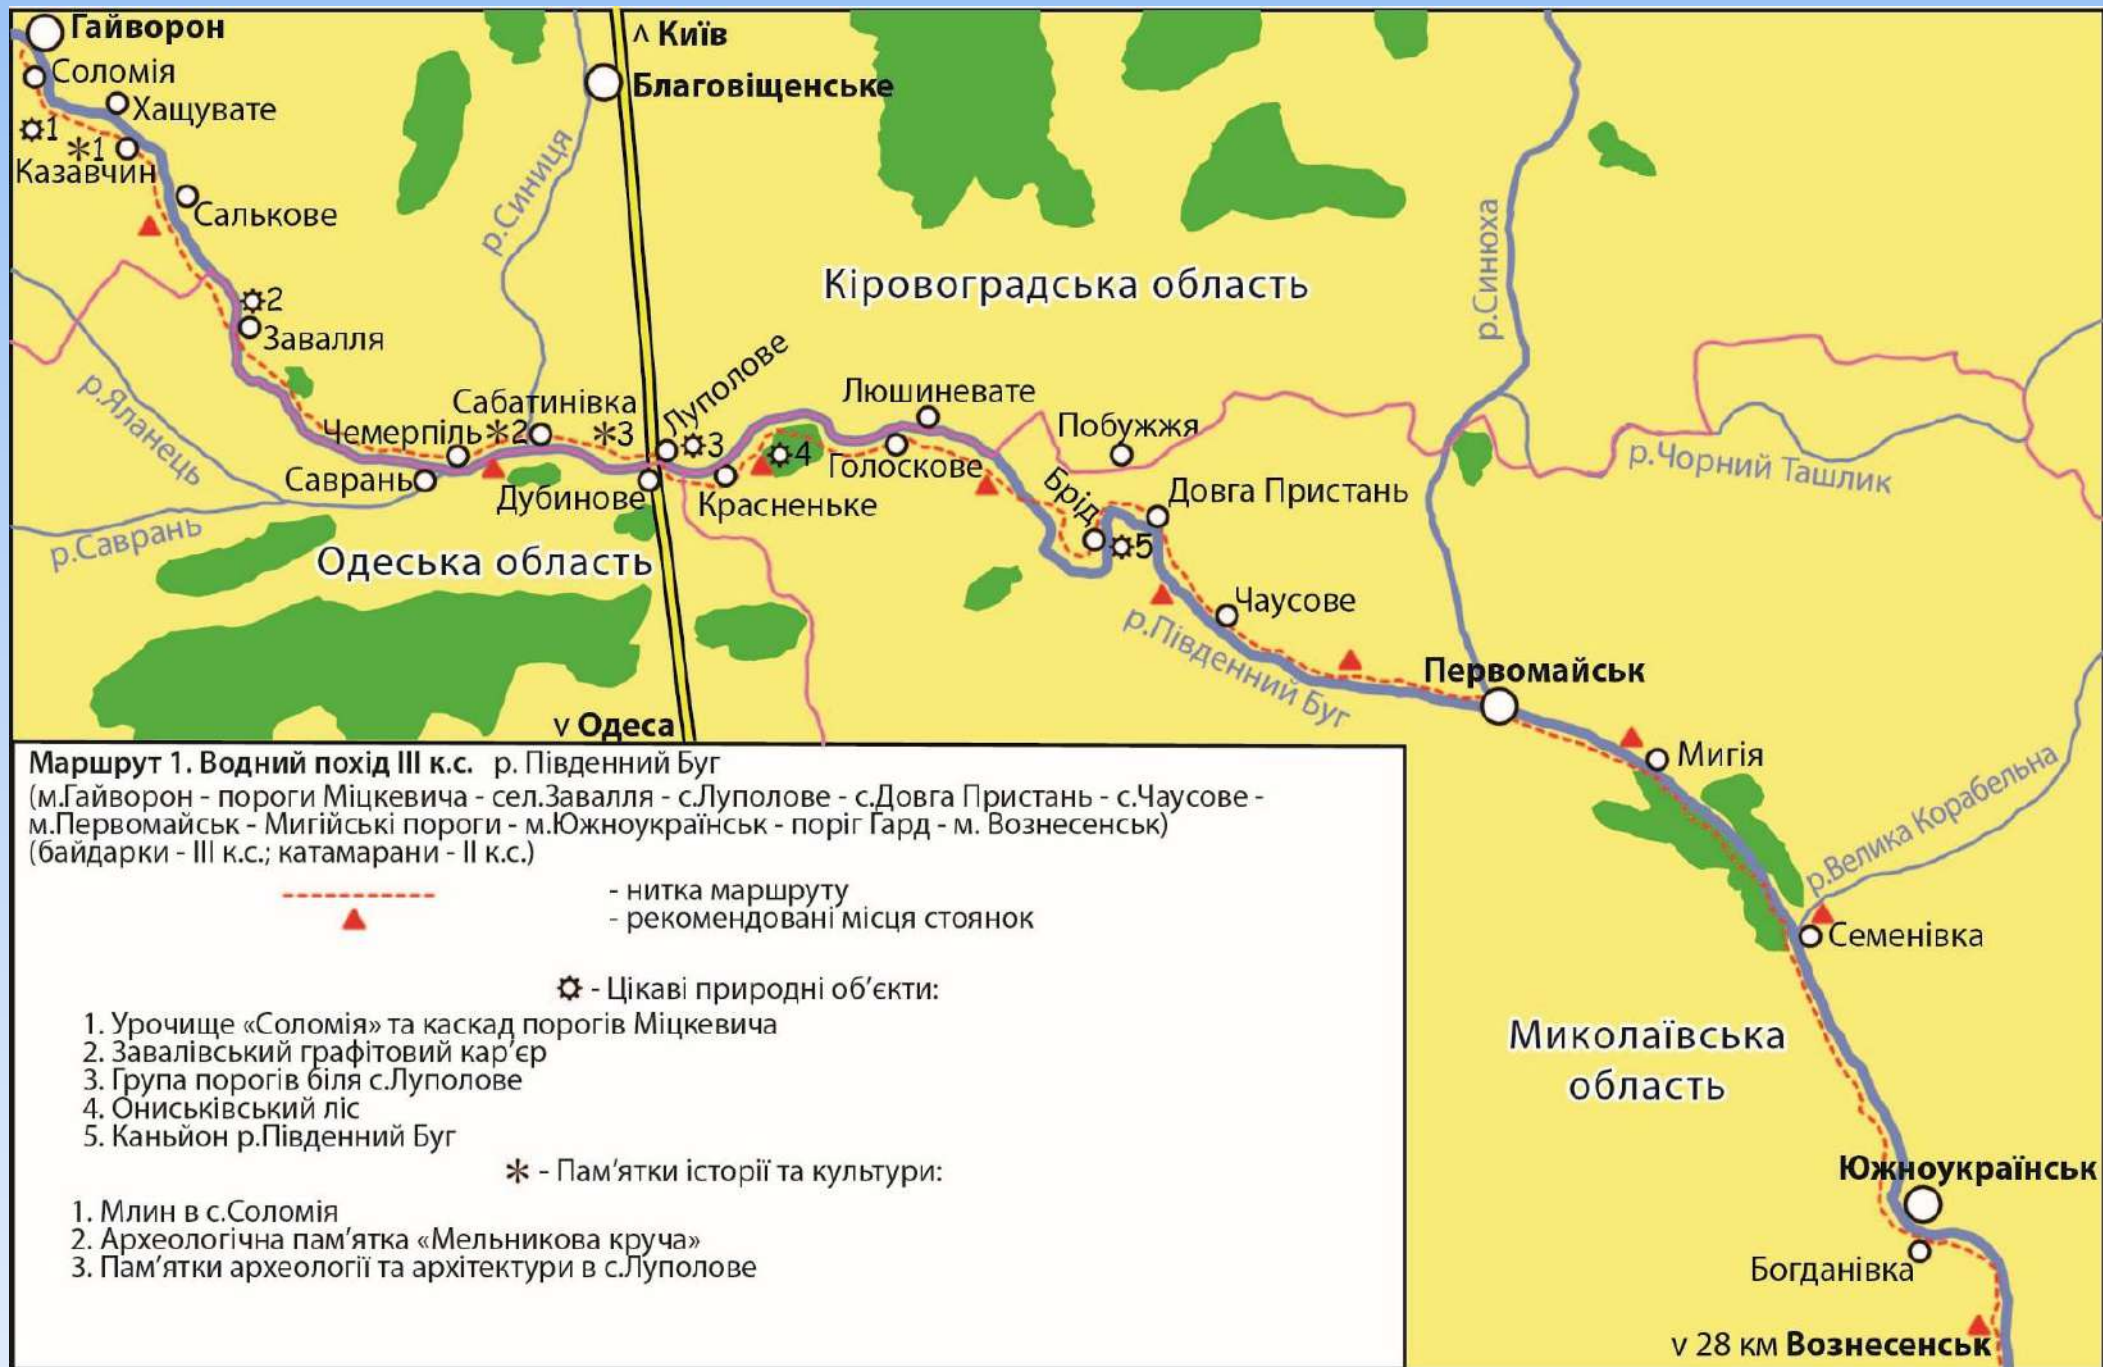 Гайворон
^ Київ
Соломія
Благовіщенське
Хащувате
1
*1
Казавчин
Салькове
р.Синиця
р.Синюха
Кіровоградська область
2
Завалля
Луполове
р.Яланець
Сабатинівка
Люшиневате
Чемерпіль*2
*3
3
4
Побужжя
Голоскове
р.Чорний Ташлик
Саврань
Дубинове
Красненьке
Брід
Довга Пристань
р.Саврань
Одеська область
5
Чаусове
р.Південний Буг
Первомайськ
v Одеса
Мигія
р.Велика Корабельна
Семенівка
Миколаївська
область
Южноукраїнськ
Богданівка
v 28 км Вознесенськ
Маршрут 1. Водний похід III к.с. р. Південний Буг
(м.Гайворон - пороги Міцкевича - сел.Завалля - с.Луполове - с.Довга Пристань - с.Чаусове -
м.Первомайськ - Мигійські пороги - м.Южноукраїнськ - поріг Гард - м. Вознесенськ)
(байдарки - III к.с.; катамарани - II к.с.)
- нитка маршруту
- рекомендовані місця стоянок
- Цікаві природні об'єкти:
1. Урочище «Соломія» та каскад порогів Міцкевича
2. Завалівський графітовий кар'єр
3. Група порогів біля с.Луполове
4. Ониськівський ліс
5. Каньйон р.Південний Буг
* - Пам'ятки історії та культури:
1. Млин в с.Соломія
2. Археологічна пам'ятка «Мельникова круча»
3. Пам'ятки археології та архітектури в с.Луполове